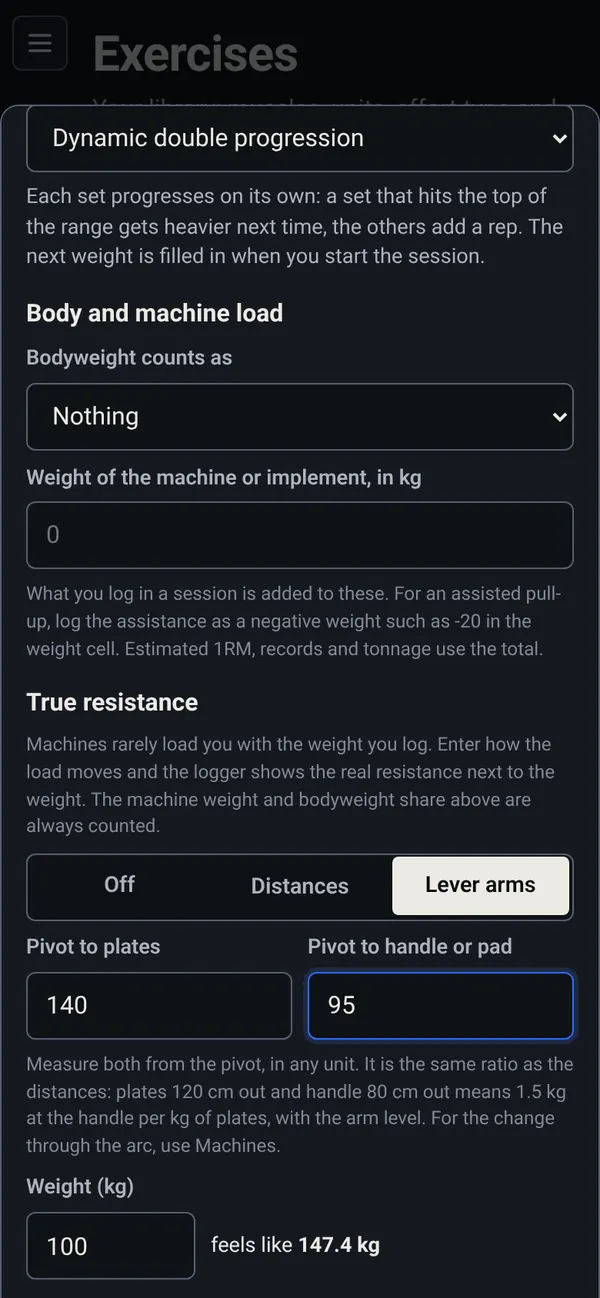 Exercises
Dynamic double progression
Each set progresses on its own: a set that hits the top of
the range gets heavier next time, the others add a rep. The
next weight is filled in when you start the session.
Body and machine load
Bodyweight counts as
Nothing
Weight of the machine or implement, in kg
0
What you log in a session is added to these. For an assisted pull-
up, log the assistance as a negative weight such as -20 in the
weight cell. Estimated 1RM, records and tonnage use the total.
True resistance
Machines rarely load you with the weight you log. Enter how the
load moves and the logger shows the real resistance next to the
weight. The machine weight and bodyweight share above are
always counted.
Off Distances Lever arms
Pivot to plates Pivot to handle or pad
140 95
Measure both from the pivot, in any unit. It is the same ratio as the
distances: plates 120 cm out and handle 80 cm out means 1.5 kg
at the handle per kg of plates, with the arm level. For the change
through the arc, use Machines.
Weight (kg)
100 feels like 147.4 kg